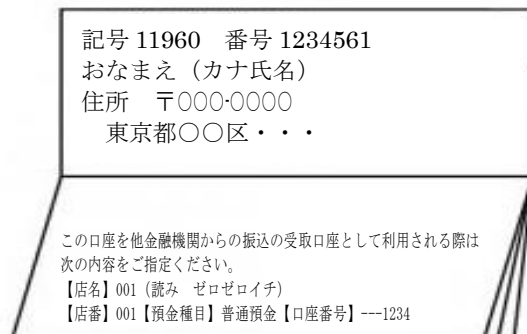 記号 11960　番号 1234561
おなまえ（カナ氏名）
住所　〒○○○-○○○○
東京都○○区・・・
この口座を他金融機関からの振込の受取口座として利用される際は
次の内容をご指定ください。
【店名】001（読み　ゼロゼロイチ）
【店番】001【預金種目】普通預金【口座番号】---1234